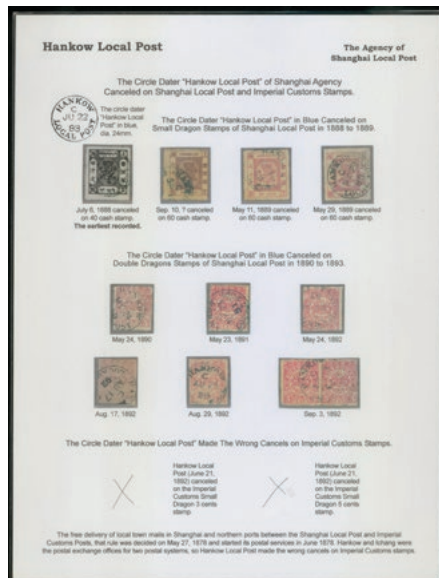 Hankow Local Post
The Agency of
Shanghai Local Post
The Circle Dater "Hankow Local Post" of Shanghai Agency
Canceled on Shanghai Local Post and Imperial Customs Stamps.
HANKOW
C
JU 22
89
LOCAL POST
The circle dater
"Hankow Local
Post" in blue,
dia. 24mm.
The Circle Dater "Hankow Local Post" in Blue Canceled on
Small Dragon Stamps of Shanghai Local Post in 1888 to 1889.
July 6, 1888 canceled
on 40 cash stamp.
The earliest recorded.
Sep. 10, ? canceled
on 60 cash stamp.
May 11, 1889 canceled
on 60 cash stamp.
May 29, 1889 canceled
on 60 cash stamp.
The Circle Dater "Hankow Local Post" in Blue Canceled on
Double Dragons Stamps of Shanghai Local Post in 1890 to 1893.
May 24, 1890
May 23, 1891
May 24, 1892
Aug. 17, 1892
Aug. 29, 1892
Sep. 3, 1892
The Circle Dater "Hankow Local Post" Made The Wrong Cancels on Imperial Customs Stamps.
Hankow Local
Post (June 21,
1892) canceled
on the Imperial
Customs Small
Dragon 3 cents
stamp
Hankow Local
Post (June 21,
1892) canceled
on the Imperial
Customs Small
Dragon 5 cents
stamp.
The free delivery of local town mails in Shanghai and northern ports between the Shanghai Local Post and Imperial
Customs Posts, that rule was decided on May 27, 1878 and started its postal services in June 1878. Hankow and Ichang were
the postal exchange offices for two postal systems, so Hankow Local Post made the wrong cancels on Imperial Customs stamps.